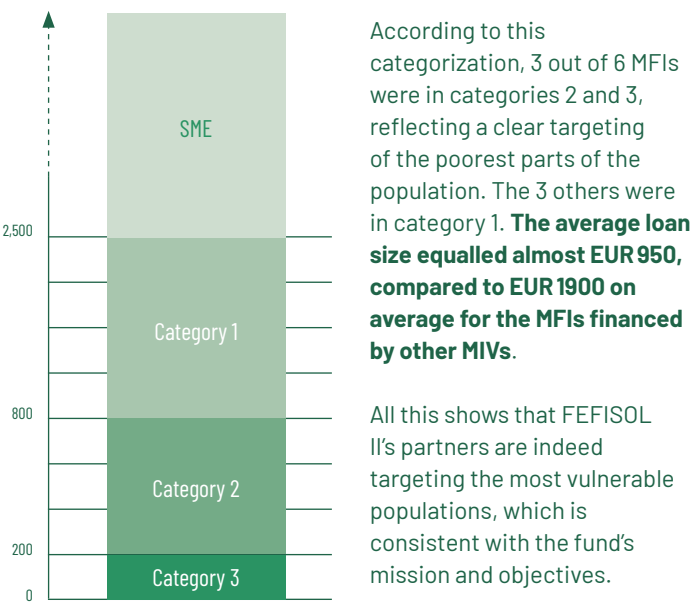 SME
2,500
Category 1
800
Category 2
200
Category 3
0
According to this
categorization, 3 out of 6 MFIs
were in categories 2 and 3,
reflecting a clear targeting
of the poorest parts of the
population. The 3 others were
in category 1. The average loan
size equalled almost EUR 950,
compared to EUR 1900 on
average for the MFIs financed
by other MIVs.
All this shows that FEFISOL
II's partners are indeed
targeting the most vulnerable
populations, which is
consistent with the fund's
mission and objectives.